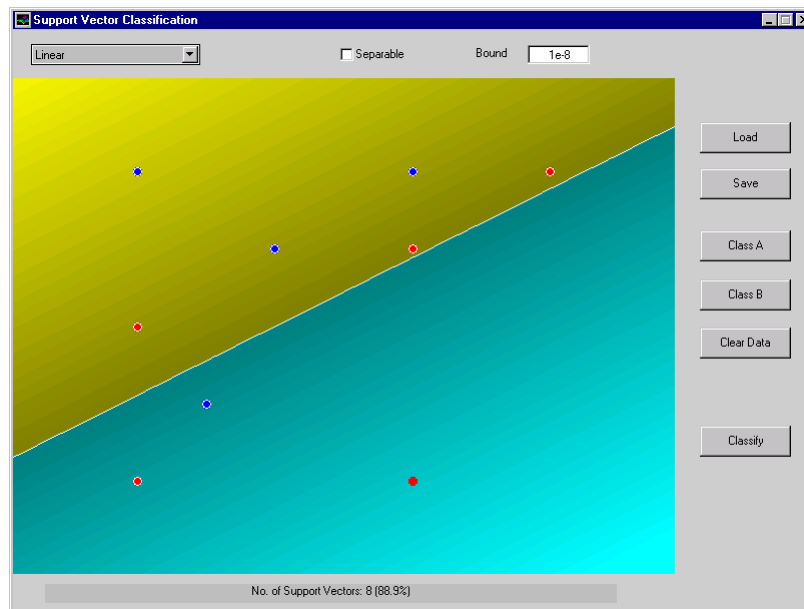 Support Vector Classification
Linear
Separable
Bound
1e-8
Load
Save
Class A
Class B
Clear Data
Classify
No. of Support Vectors: 8 (88.9%)